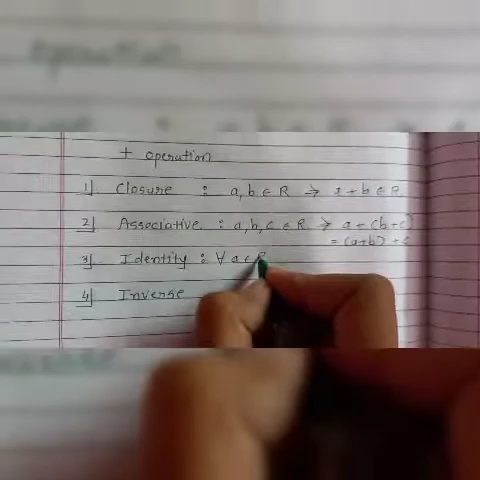 + operation
1) Closure : a, b ∈ R ⇒ a + b ∈ R
2) Associative : a, b, c ∈ R ⇒ a + (b + c)
= (a+b) + c
3) Identity : ∀ a ∈ R
4) Inverse